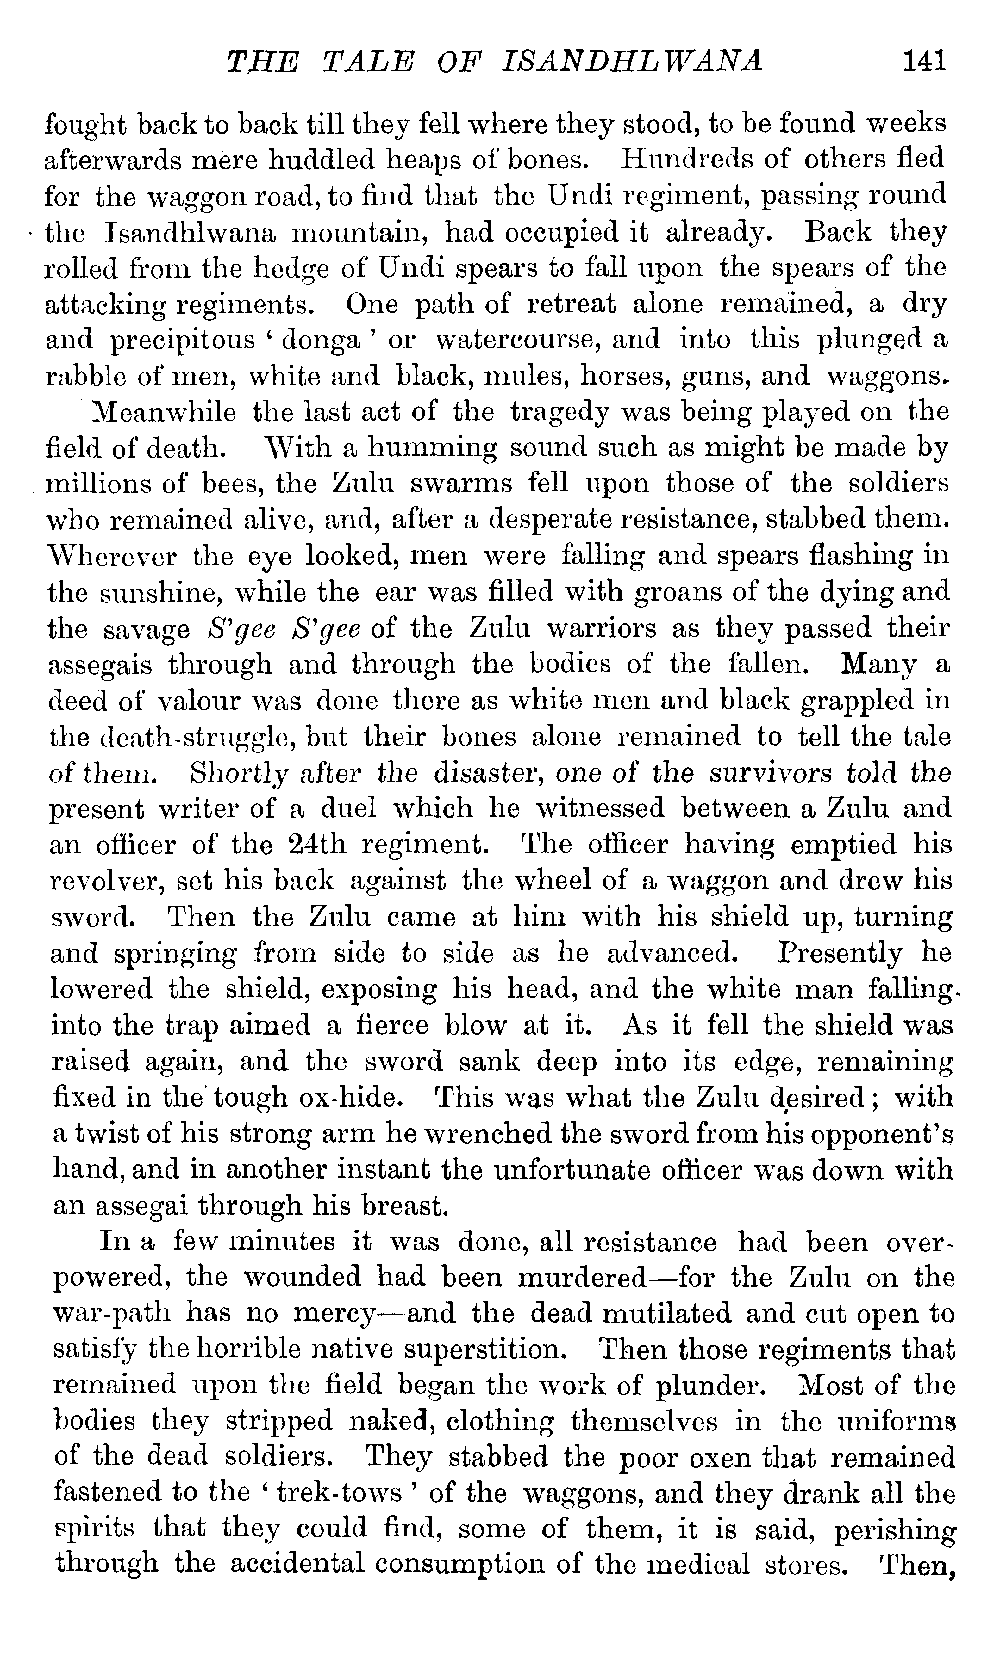 THE TALE OF ISANDHLWANA 141
fought back to back till they fell where they stood, to be found weeks
afterwards mere huddled heaps of bones. Hundreds of others fled
for the waggon road, to find that the Undi regiment, passing round
the Isandhlwana mountain, had occupied it already. Back they
rolled from the hedge of Undi spears to fall upon the spears of the
attacking regiments. One path of retreat alone remained, a dry
and precipitous ‘ donga ’ or watercourse, and into this plunged a
rabble of men, white and black, mules, horses, guns, and waggons.
Meanwhile the last act of the tragedy was being played on the
field of death. With a humming sound such as might be made by
millions of bees, the Zulu swarms fell upon those of the soldiers
who remained alive, and, after a desperate resistance, stabbed them.
Wherever the eye looked, men were falling and spears flashing in
the sunshine, while the ear was filled with groans of the dying and
the savage S’gee S’gee of the Zulu warriors as they passed their
assegais through and through the bodies of the fallen. Many a
deed of valour was done there as white men and black grappled in
the death-struggle, but their bones alone remained to tell the tale
of them. Shortly after the disaster, one of the survivors told the
present writer of a duel which he witnessed between a Zulu and
an officer of the 24th regiment. The officer having emptied his
revolver, set his back against the wheel of a waggon and drew his
sword. Then the Zulu came at him with his shield up, turning
and springing from side to side as he advanced. Presently he
lowered the shield, exposing his head, and the white man falling
into the trap aimed a fierce blow at it. As it fell the shield was
raised again, and the sword sank deep into its edge, remaining
fixed in the tough ox-hide. This was what the Zulu desired ; with
a twist of his strong arm he wrenched the sword from his opponent’s
hand, and in another instant the unfortunate officer was down with
an assegai through his breast.
In a few minutes it was done, all resistance had been over-
powered, the wounded had been murdered—for the Zulu on the
war-path has no mercy—and the dead mutilated and cut open to
satisfy the horrible native superstition. Then those regiments that
remained upon the field began the work of plunder. Most of the
bodies they stripped naked, clothing themselves in the uniforms
of the dead soldiers. They stabbed the poor oxen that remained
fastened to the ‘ trek-tows ’ of the waggons, and they drank all the
spirits that they could find, some of them, it is said, perishing
through the accidental consumption of the medical stores. Then,